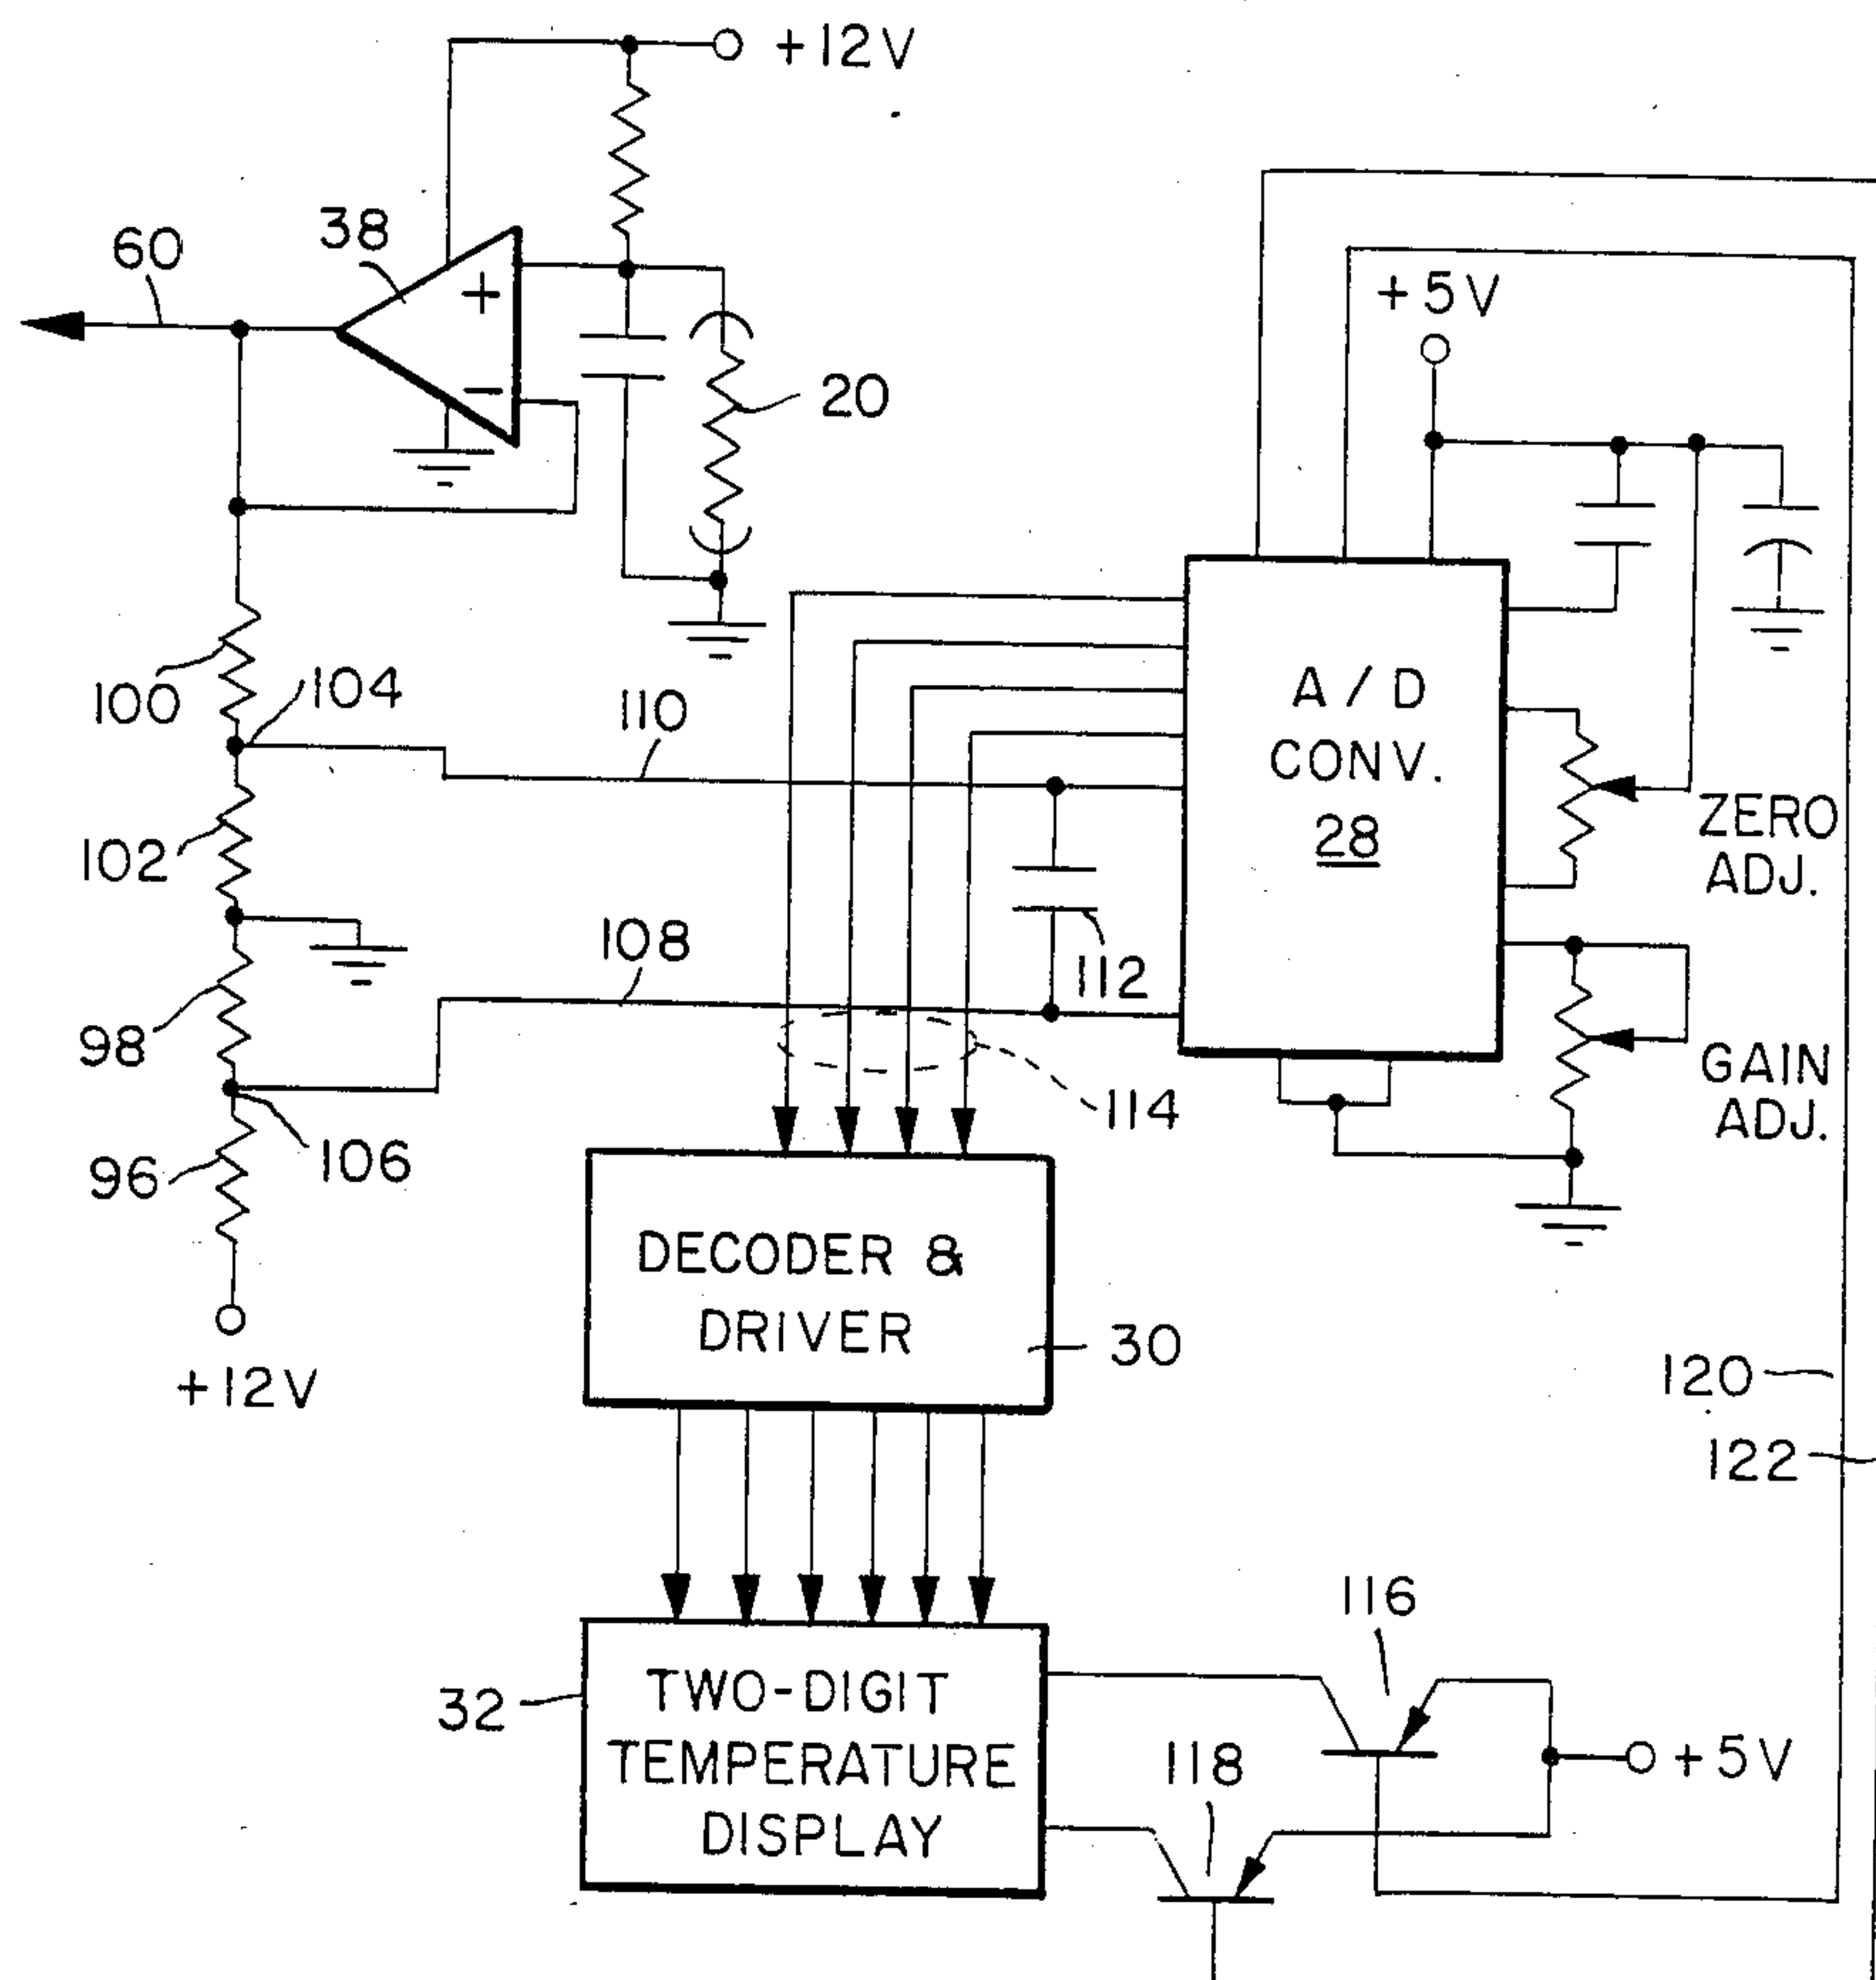 +12V
38
60
+
−
20
+5V
100
104
110
A/D
CONV.
28
ZERO
ADJ.
102
108
112
98
GAIN
ADJ.
114
96
106
DECODER &
DRIVER
30
+12V
120
122
116
TWO-DIGIT
TEMPERATURE
DISPLAY
32
118
+5V